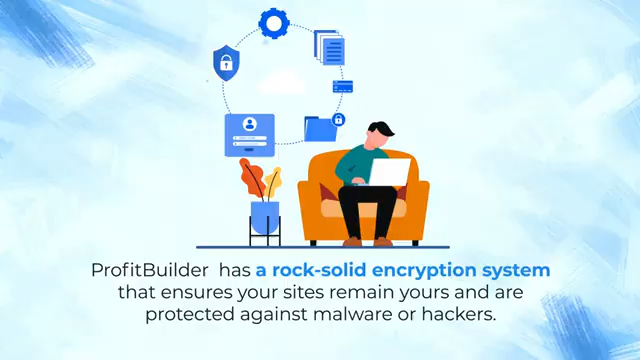 ProfitBuilder has a rock-solid encryption system
that ensures your sites remain yours and are
protected against malware or hackers.